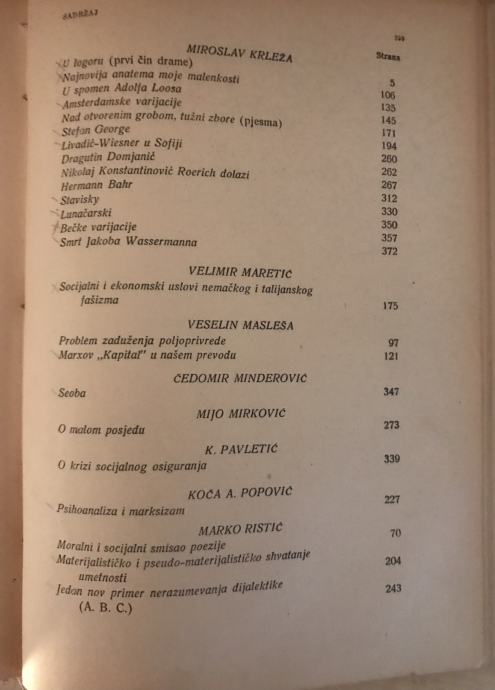 SADRŽAJ
MIROSLAV KRLEŽA
Strana
U logoru (prvi čin drame) 5
Najnovija anatema moje malenkosti 106
U spomen Adolfa Loosa 135
Amsterdamske varijacije 145
Nad otvorenim grobom, tužni zbore (pjesma) 171
Stefan George 194
Livadić-Wiesner u Sofiji 260
Dragutin Domjanić 262
Nikolaj Konstantinović Roerich dolazi 267
Hermann Bahr 312
Stavisky 330
Lunačarski 350
Bečke varijacije 357
Smrt Jakoba Wassermanna 372
VELIMIR MARETIĆ
Socijalni i ekonomski uslovi nemačkog i talijanskog
fašizma 175
VESELIN MASLEŠA
Problem zaduženja poljoprivrede 97
Marxov „Kapital" u našem prevodu 121
ČEDOMIR MINDEROVIĆ
Seoba 347
MIJO MIRKOVIĆ
O malom posjedu 273
K. PAVLETIĆ
O krizi socijalnog osiguranja 339
KOČA A. POPOVIĆ
Psihoanaliza i marksizam 227
MARKO RISTIĆ
Moralni i socijalni smisao poezije 70
Materijalističko i pseudo-materijalističko shvatanje
umetnosti 204
Jedan nov primer nerazumevanja dijalektike 243
(A. B. C.)